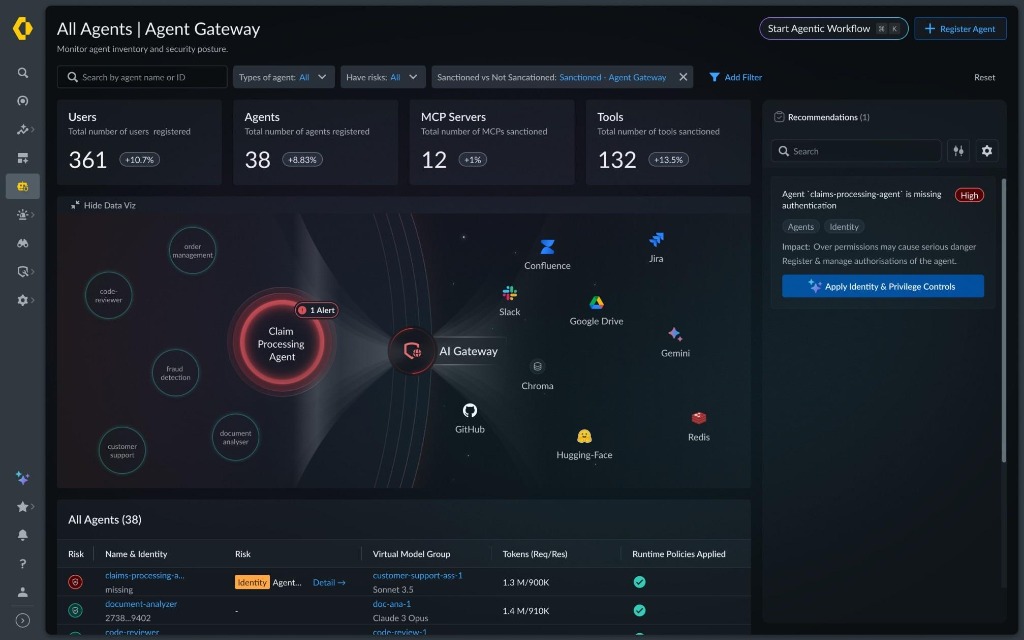 All Agents | Agent Gateway
Monitor agent inventory and security posture.
Start Agentic Workflow ⌘ K
+ Register Agent
Search by agent name or ID
Types of agent: All
Have risks: All
Sanctioned vs Not Sancationed: Sanctioned - Agent Gateway
Add Filter
Reset
Users
Total number of users registered
361 +10.7%
Agents
Total number of agents registered
38 +8.83%
MCP Servers
Total number of MCPs sanctioned
12 +1%
Tools
Total number of tools sanctioned
132 +13.5%
Recommendations (1)
Search
Agent `claims-processing-agent` is missing
authentication
High
Agents Identity
Impact: Over permissions may cause serious danger
Register & manage authorisations of the agent.
Apply Identity & Privilege Controls
Hide Data Viz
order
management
code-
reviewer
1 Alert
Claim
Processing
Agent
fraud
detection
document
analyser
customer
support
AI Gateway
Confluence
Jira
Slack
Google Drive
Gemini
Chroma
GitHub
Redis
Hugging-Face
All Agents (38)
Risk Name & Identity Risk Virtual Model Group Tokens (Req/Res) Runtime Policies Applied
claims-processing-a...
missing
Identity Agent... Detail →
customer-support-ass-1
Sonnet 3.5
1.3 M/900K
document-analyzer
2738...9402
-
doc-ana-1
Claude 3 Opus
1.4 M/910K
code-reviewer
code-review-1